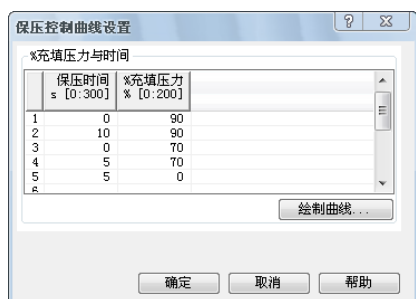 保压控制曲线设置
%充填压力与时间
保压时间 %充填压力
s [0:300] % [0:200]
1 0 90
2 10 90
3 0 70
4 5 70
5 5 0
6
绘制曲线...
确定 取消 帮助